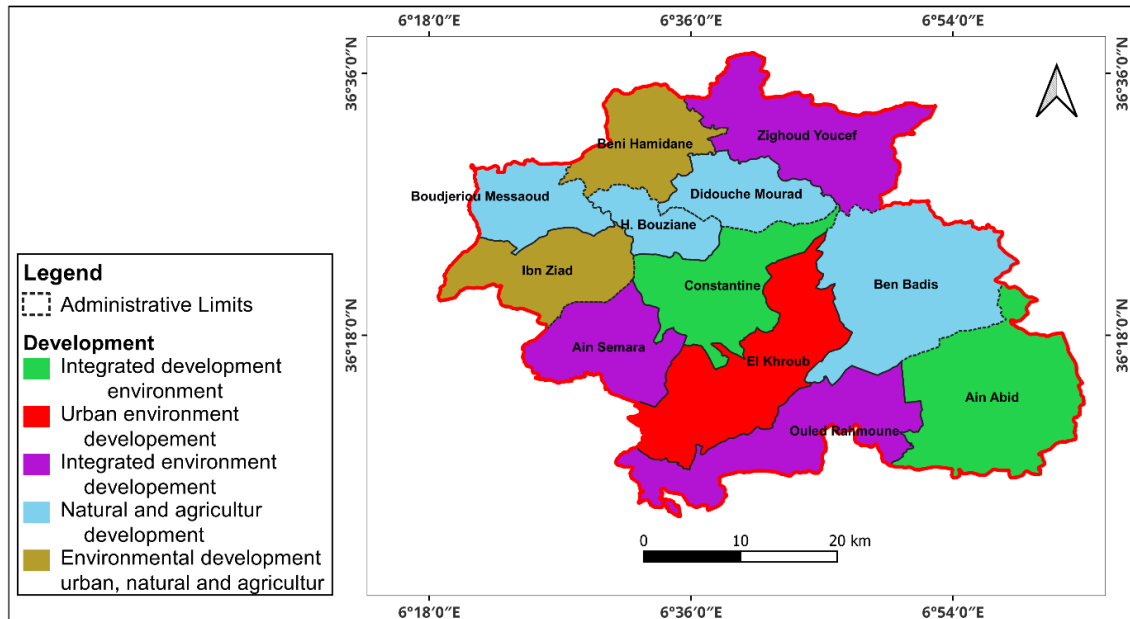 6°18′0″E 6°36′0″E 6°54′0″E
36°36′0″N 36°36′0″N
Beni Hamidane
Zighoud Youcef
Boudjeriou Messaoud
Didouche Mourad
H. Bouziane
Ibn Ziad
Constantine
Ben Badis
36°18′0″N 36°18′0″N
Ain Semara
El Khroub
Ain Abid
Ouled Rahmoune
Legend
Administrative Limits
Development
Integrated development
environment
Urban environment
developement
Integrated environment
developement
Natural and agricultur
development
Environmental development
urban, natural and agricultur
0 10 20 km
6°18′0″E 6°36′0″E 6°54′0″E